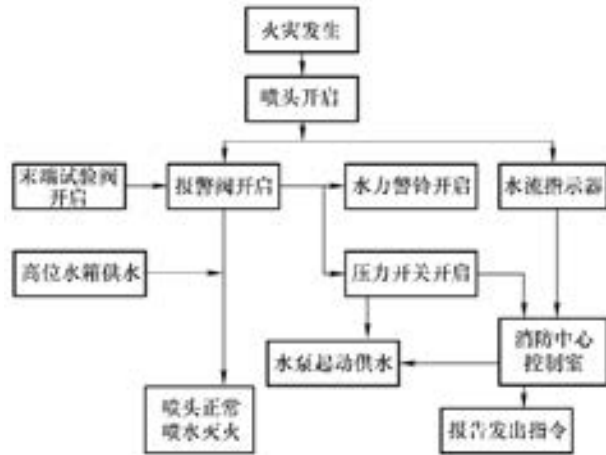 火灾发生
喷头开启
末端试验阀
开启
报警阀开启
水力警铃开启
水流指示器
高位水箱供水
压力开关开启
水泵起动供水
消防中心
控制室
喷头正常
喷水灭火
报告发出指令